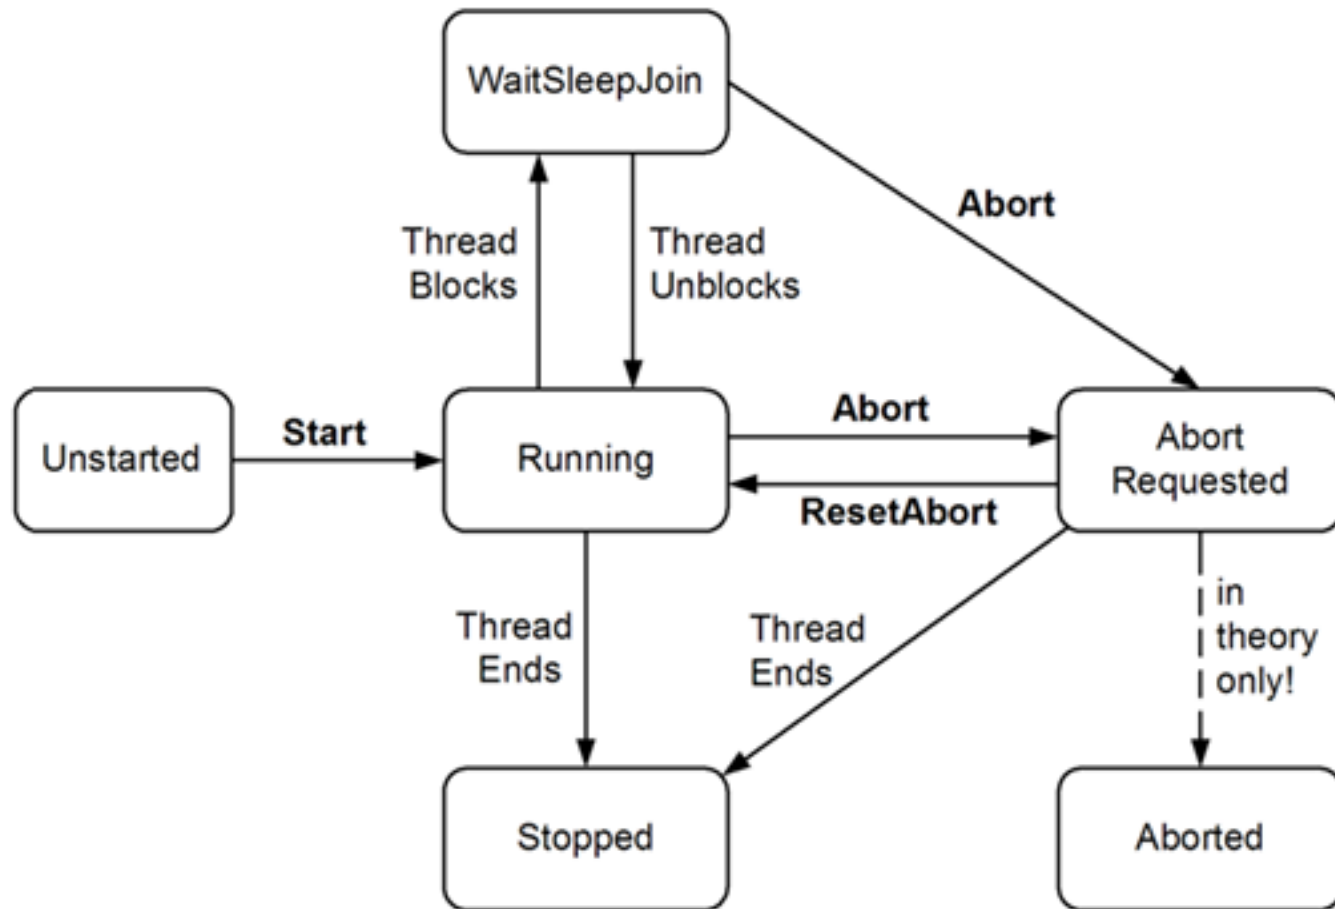 WaitSleepJoin
Abort
Thread
Blocks
Thread
Unblocks
Unstarted
Start
Running
Abort
ResetAbort
Abort
Requested
Thread
Ends
Thread
Ends
in
theory
only!
Stopped
Aborted